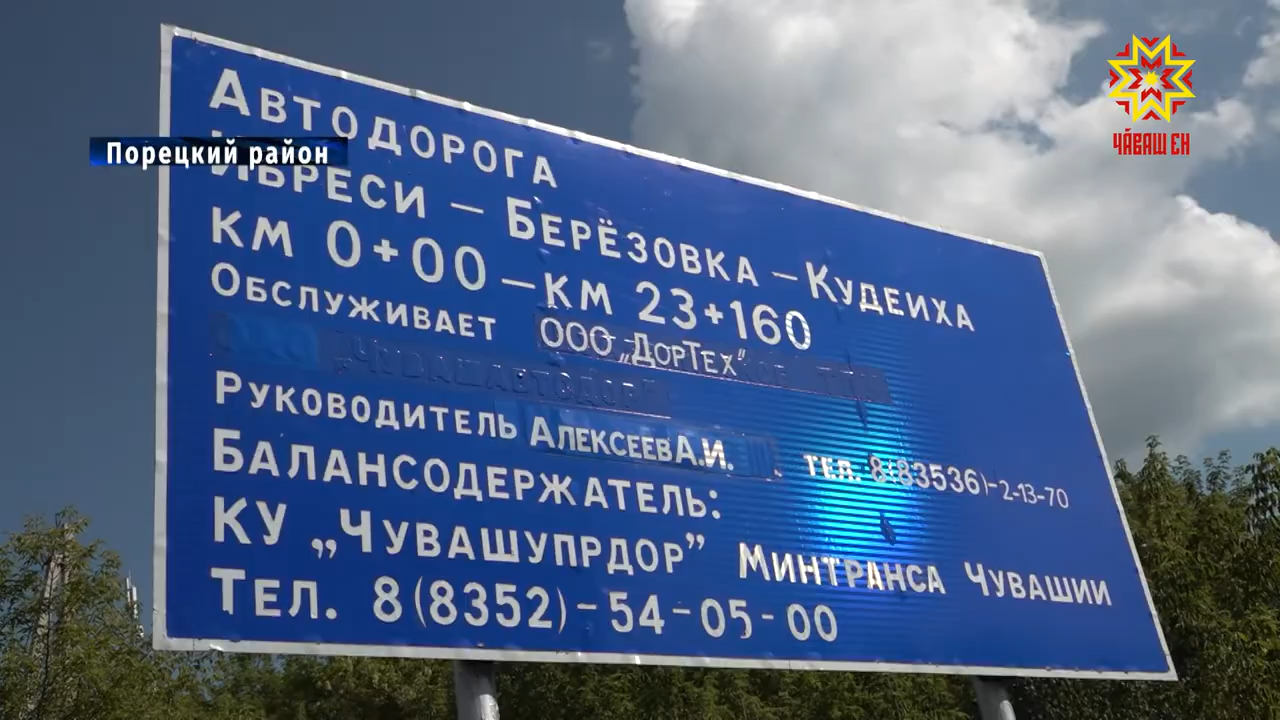 ЧӐВАШ ЕН
Порецкий район
АВТОДОРОГА
ИБРЕСИ – БЕРЁЗОВКА – КУДЕИХА
КМ 0+00 – КМ 23+160
ОБСЛУЖИВАЕТ ООО „ДОРТЕХ”
РУКОВОДИТЕЛЬ АЛЕКСЕЕВ А.И. ТЕЛ. 8(83536)-2-13-70
БАЛАНСОДЕРЖАТЕЛЬ:
КУ „ЧУВАШУПРДОР” МИНТРАНСА ЧУВАШИИ
ТЕЛ. 8(8352)-54-05-00